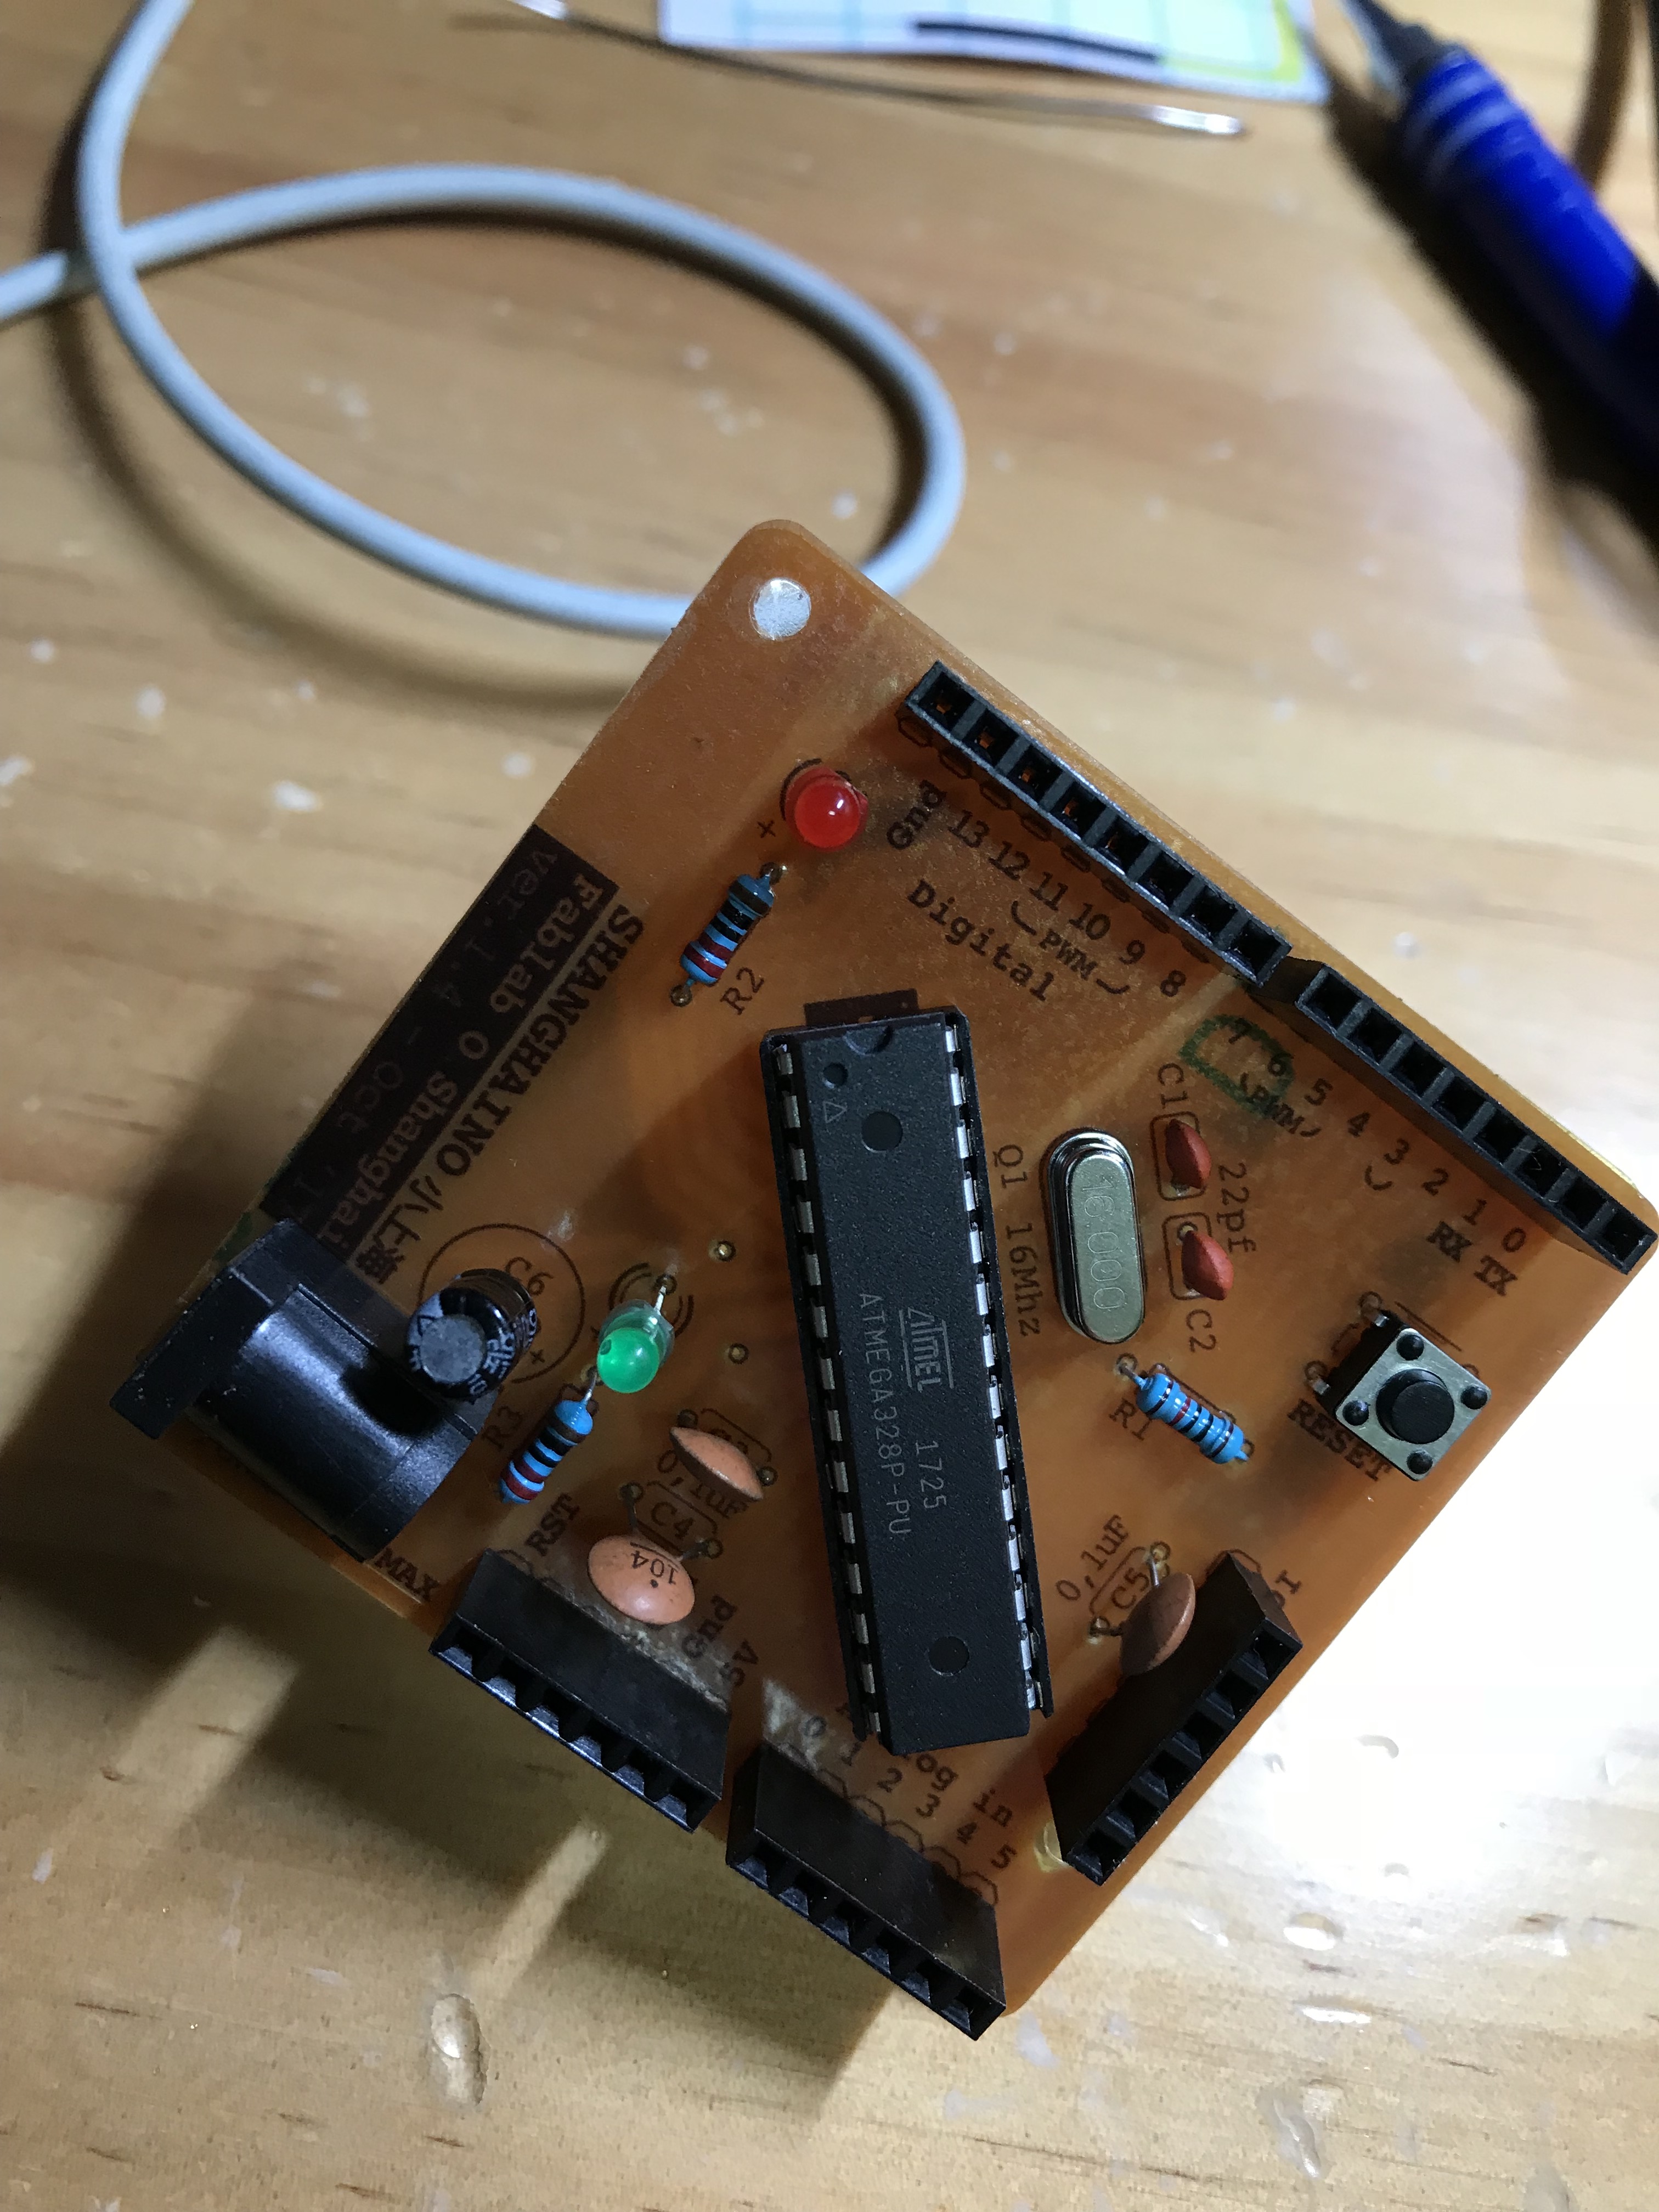 SHANGHAINO 小上海
Fablab O Shanghai
ver. 1.4 - Oct
Gnd 13 12 11 10 9 8
PWM
Digital
7 6 5 4 3 2 1 0
PWM
RX TX
R2
C1
22pf
C2
Q1 16Mhz
16.000
ATMEL
ATMEGA328P-PU
1725
R1
RESET
C6
+
+
R3
0,1uF
C4
104
RST
Gnd
5V
MAX
0,1uF
C5
in
0 1 2 3 4 5